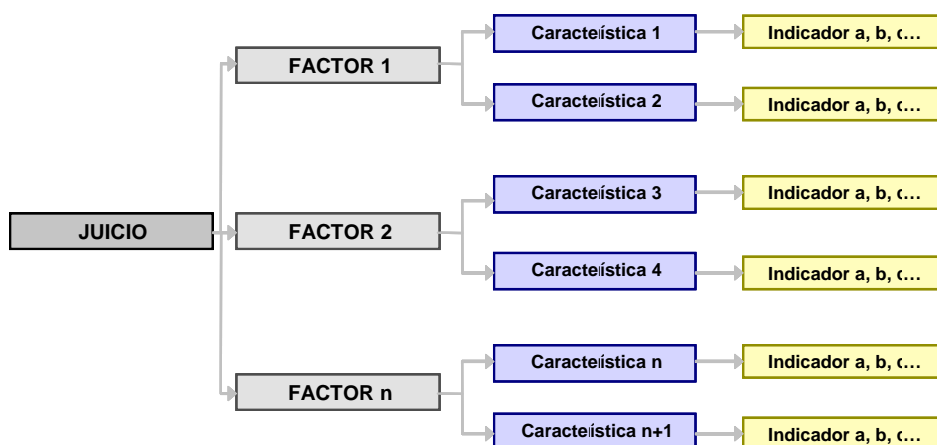 Característica 1
Indicador a, b, c…
FACTOR 1
Característica 2
Indicador a, b, c…
Característica 3
Indicador a, b, c…
JUICIO
FACTOR 2
Característica 4
Indicador a, b, c…
Característica n
Indicador a, b, c…
FACTOR n
Característica n+1
Indicador a, b, c…